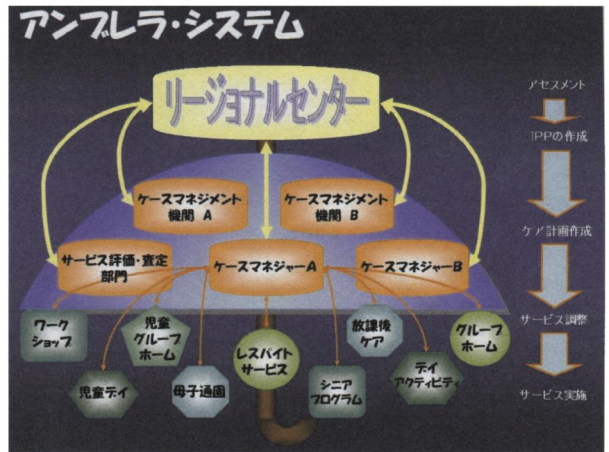 アンブレラ・システム
リージョナルセンター
アセスメント
IPPの作成
ケア計画作成
サービス調整
サービス実施
ケースマネジメント
機関 A
ケースマネジメント
機関 B
サービス評価・査定
部門
ケースマネジャーA
ケースマネジャーB
ワーク
ショップ
児童
グループ
ホーム
レスパイト
サービス
放課後
ケア
グループ
ホーム
児童デイ
母子通園
シニア
プログラム
デイ
アクティビティ